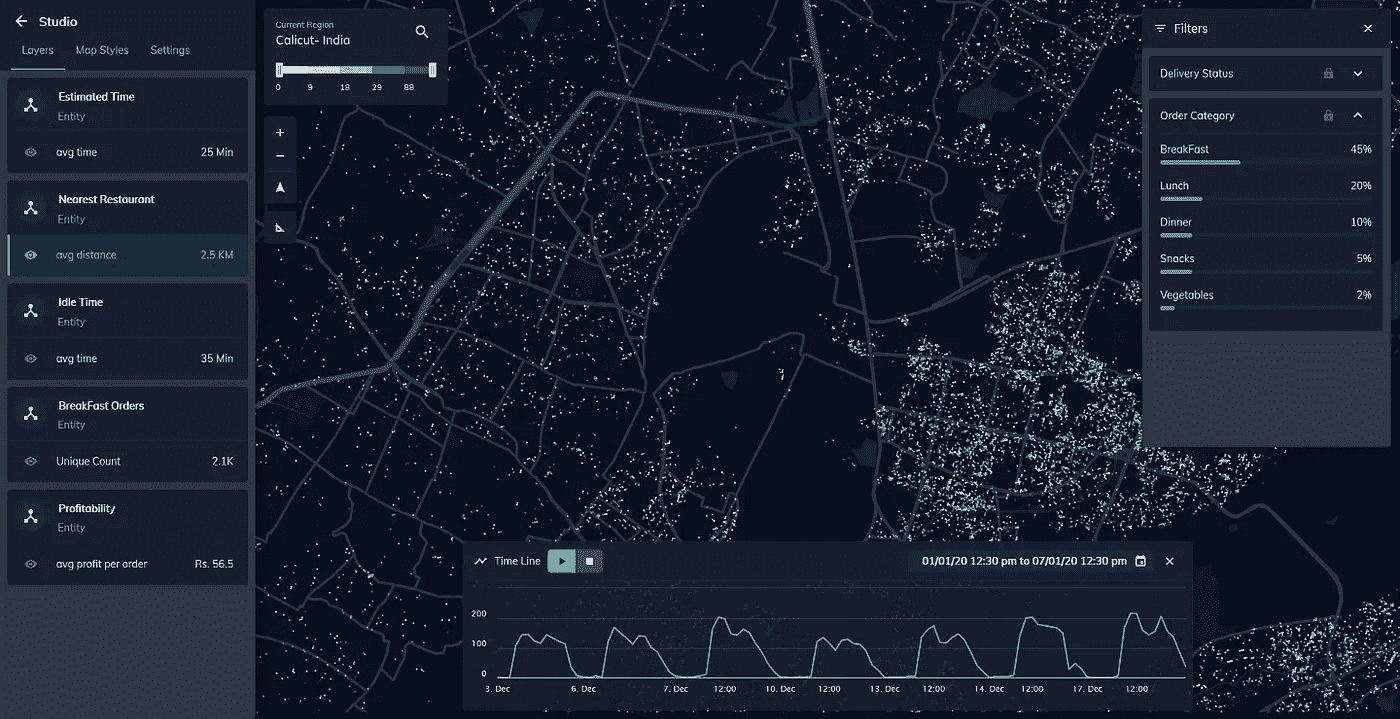 Studio
Layers Map Styles Settings
Estimated Time
Entity
avg time 25 Min
Nearest Restaurant
Entity
avg distance 2.5 KM
Idle Time
Entity
avg time 35 Min
BreakFast Orders
Entity
Unique Count 2.1K
Profitability
Entity
avg profit per order Rs. 56.5
Current Region
Calicut- India
0 9 18 29 88
Filters
Delivery Status
Order Category
BreakFast 45%
Lunch 20%
Dinner 10%
Snacks 5%
Vegetables 2%
Time Line
01/01/20 12:30 pm to 07/01/20 12:30 pm
200
100
0
3. Dec 6. Dec 7. Dec 12:00 10. Dec 12:00 13. Dec 12:00 14. Dec 12:00 17. Dec 12:00